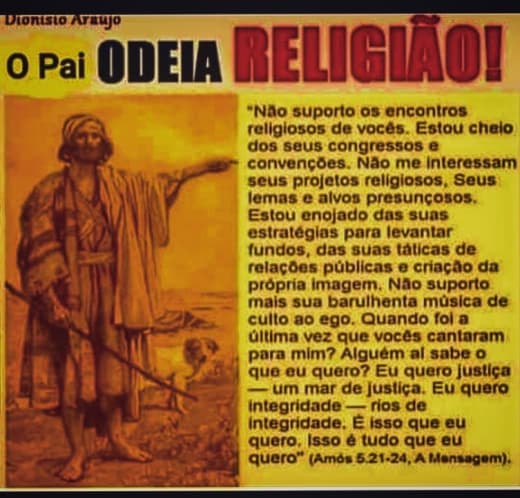 Dionisio Araujo
O Pai ODEIA RELIGIÃO!
"Não suporto os encontros
religiosos de vocês. Estou cheio
dos seus congressos e
convenções. Não me interessam
seus projetos religiosos, Seus
lemas e alvos presunçosos.
Estou enojado das suas
estratégias para levantar
fundos, das suas táticas de
relações públicas e criação da
própria imagem. Não suporto
mais sua barulhenta música de
culto ao ego. Quando foi a
última vez que vocês cantaram
para mim? Alguém aí sabe o
que eu quero? Eu quero justiça
— um mar de justiça. Eu quero
integridade — rios de
integridade. É isso que eu
quero. Isso é tudo que eu
quero" (Amós 5.21-24, A Mensagem).